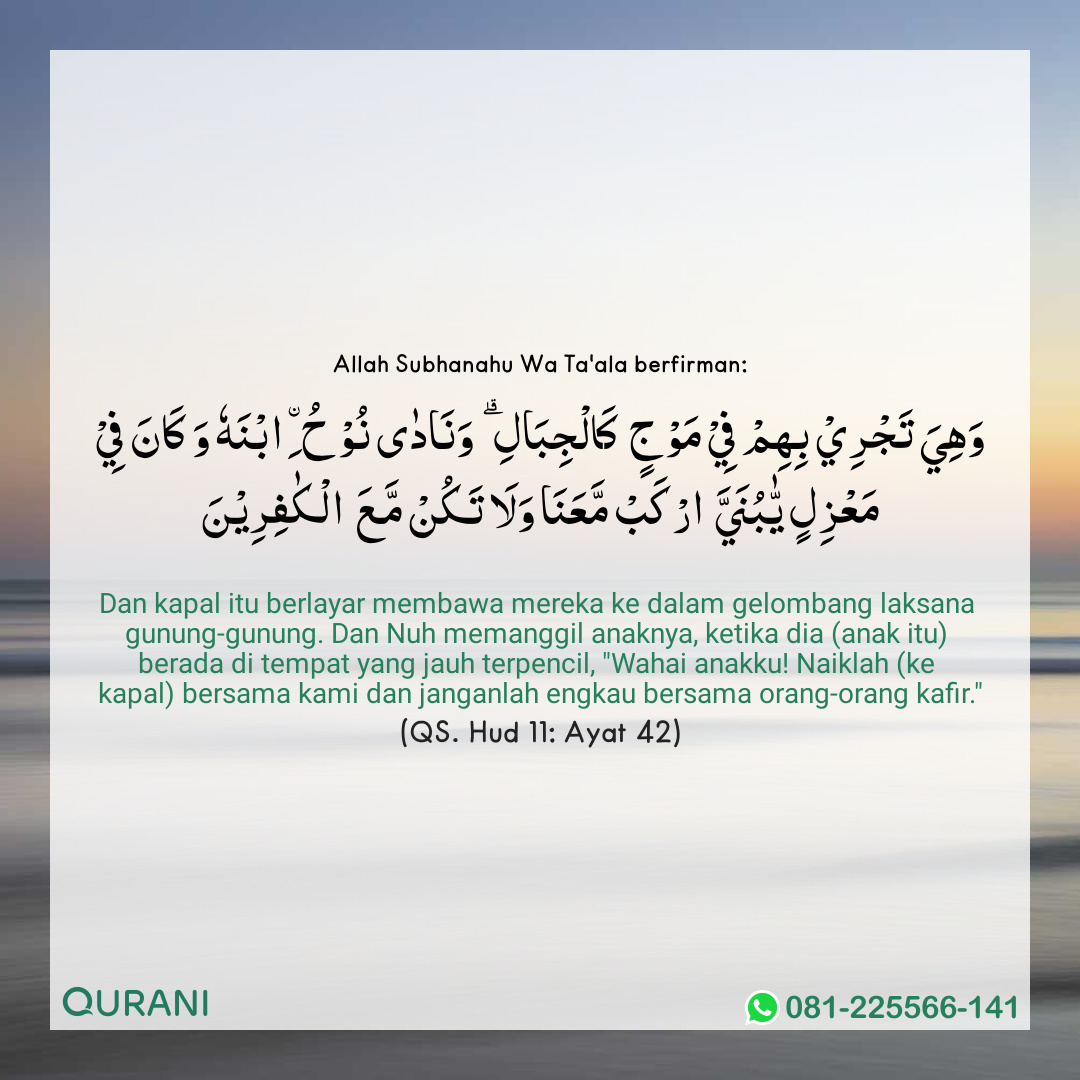 Allah Subhanahu Wa Ta'ala berfirman:
وَهِيَ تَجْرِيْ بِهِمْ فِيْ مَوْجٍ كَالْجِبَالِ ۗ وَنَادٰى نُوْحُ ِۨابْنَهٗ وَكَانَ فِيْ
مَعْزِلٍ يّٰبُنَيَّ ارْكَبْ مَّعَنَا وَلَا تَكُنْ مَّعَ الْكٰفِرِيْنَ
Dan kapal itu berlayar membawa mereka ke dalam gelombang laksana
gunung-gunung. Dan Nuh memanggil anaknya, ketika dia (anak itu)
berada di tempat yang jauh terpencil, "Wahai anakku! Naiklah (ke
kapal) bersama kami dan janganlah engkau bersama orang-orang kafir."
(QS. Hud 11: Ayat 42)
QURANI
081-225566-141